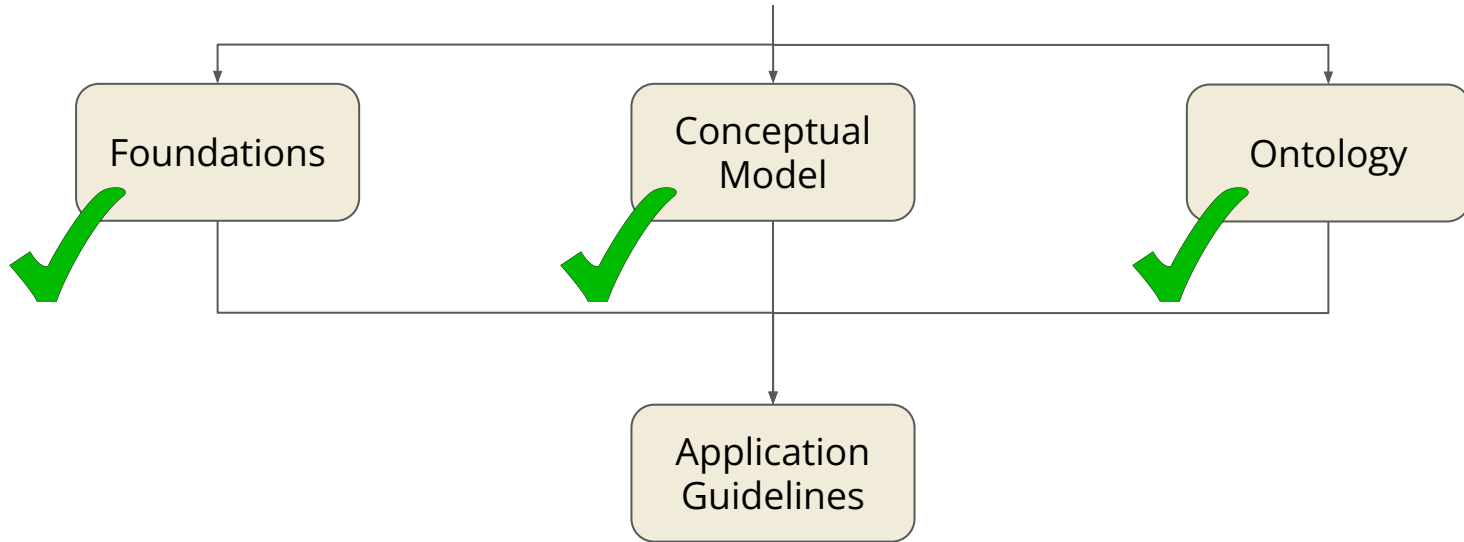 Foundations
Conceptual
Model
Ontology
Application
Guidelines